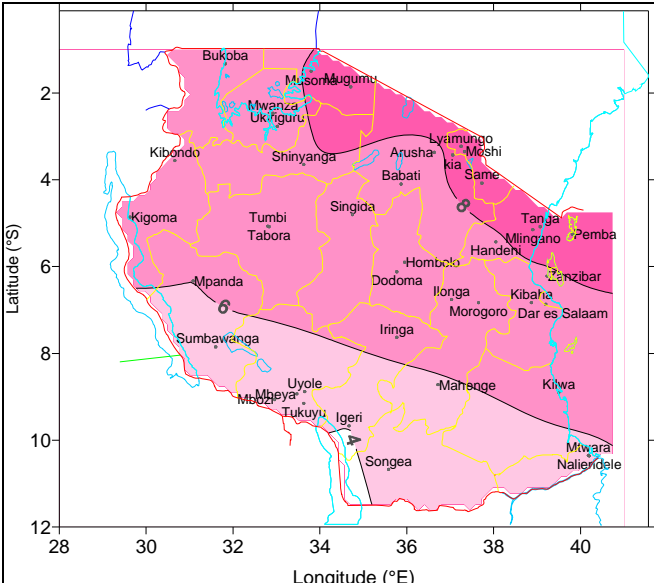 Bukoba
Musoma
Mugumu
2
Mwanza
Ukiriguru
Lyamungo
Kibondo
Shinyanga
Arusha
Moshi
kia
4
Babati
Same
Singida
8
Kigoma
Tumbi
Tanga
Tabora
Mlingano
Pemba
Handeni
6
Hombolo
Zanzibar
Mpanda
Dodoma
Ilonga
Kibaha
6
Morogoro
Dar es Salaam
Sumbawanga
Iringa
8
Uyole
Mahenge
Kilwa
Mbozi
Mbeya
Tukuyu
Igeri
10
4
Mtwara
Songea
Naliendele
12
28
30
32
34
36
38
40
Latitude (°S)
Longitude (°E)